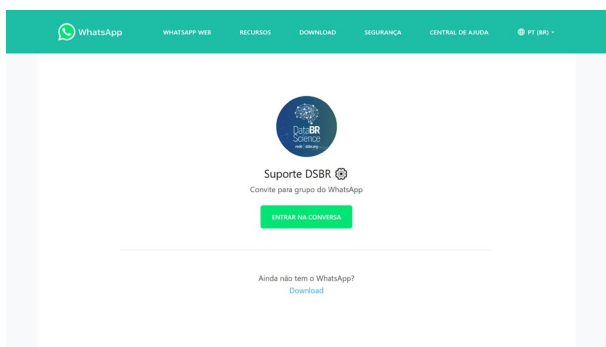 WhatsApp
WHATSAPP WEB
RECURSOS
DOWNLOAD
SEGURANÇA
CENTRAL DE AJUDA
PT (BR)
DataBR
Science
Suporte DSBR
Convite para grupo do WhatsApp
ENTRAR NA CONVERSA
Ainda não tem o WhatsApp?
Download